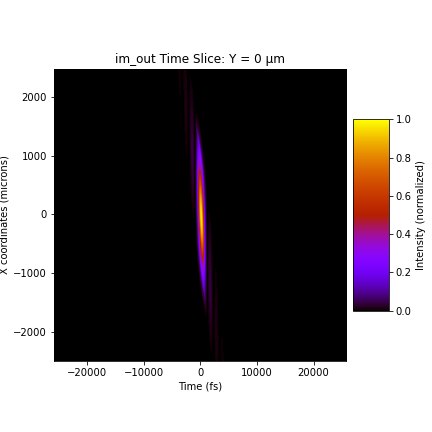 im_out Time Slice: Y = 0 μm
X coordinates (microns)
2000
1000
0
−1000
−2000
−20000 −10000 0 10000 20000
Time (fs)
1.0
0.8
0.6
0.4
0.2
0.0
Intensity (normalized)